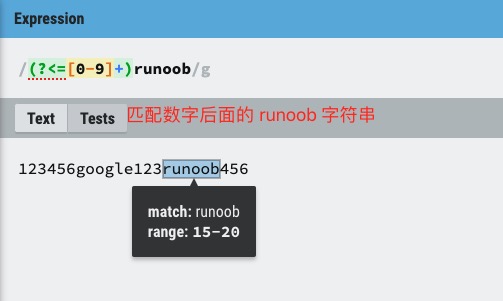 Expression
/(?<=[0-9]+)runoob/g
Text Tests 匹配数字后面的 runoob 字符串
123456google123runoob456
match: runoob
range: 15-20